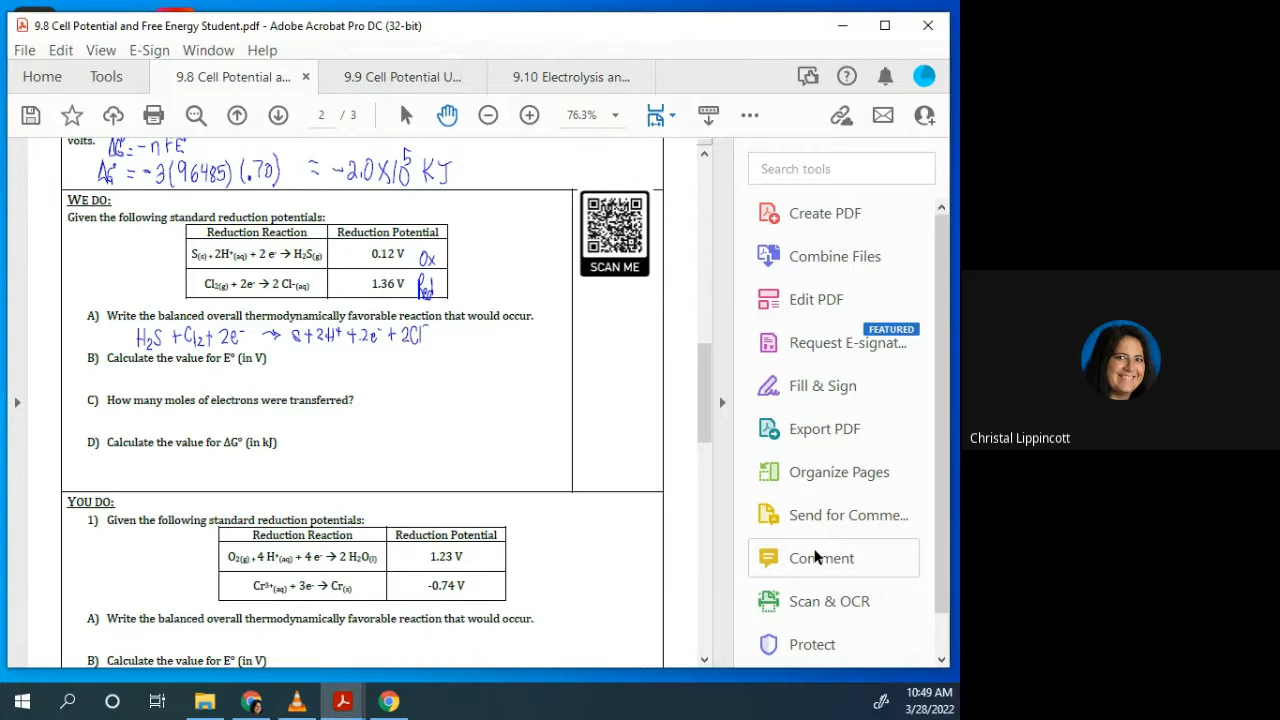 9.8 Cell Potential and Free Energy Student.pdf - Adobe Acrobat Pro DC (32-bit)
File Edit View E-Sign Window Help
Home Tools 9.8 Cell Potential a... × 9.9 Cell Potential U... 9.10 Electrolysis an...
2 / 3 76.3%
volts. ΔG° = -nFE°
ΔG° = -3(96485)(.70) = -2.0x10⁵ KJ
WE DO:
Given the following standard reduction potentials:
Reduction Reaction Reduction Potential
S(s) + 2H⁺(aq) + 2 e⁻ → H₂S(g) 0.12 V Ox
Cl₂(g) + 2e⁻ → 2 Cl-(aq) 1.36 V Red
SCAN ME
A) Write the balanced overall thermodynamically favorable reaction that would occur.
H₂S + Cl₂ + 2e⁻ → S + 2H⁺ + 2e⁻ + 2Cl⁻
B) Calculate the value for E° (in V)
C) How many moles of electrons were transferred?
D) Calculate the value for ΔG° (in kJ)
YOU DO:
1) Given the following standard reduction potentials:
Reduction Reaction Reduction Potential
O₂(g) + 4 H⁺(aq) + 4 e⁻ → 2 H₂O(l) 1.23 V
Cr³⁺(aq) + 3e⁻ → Cr(s) -0.74 V
A) Write the balanced overall thermodynamically favorable reaction that would occur.
B) Calculate the value for E° (in V)
Search tools
Create PDF
Combine Files
Edit PDF
FEATURED
Request E-signat...
Fill & Sign
Export PDF
Organize Pages
Send for Comme...
Comment
Scan & OCR
Protect
Christal Lippincott
10:49 AM
3/28/2022